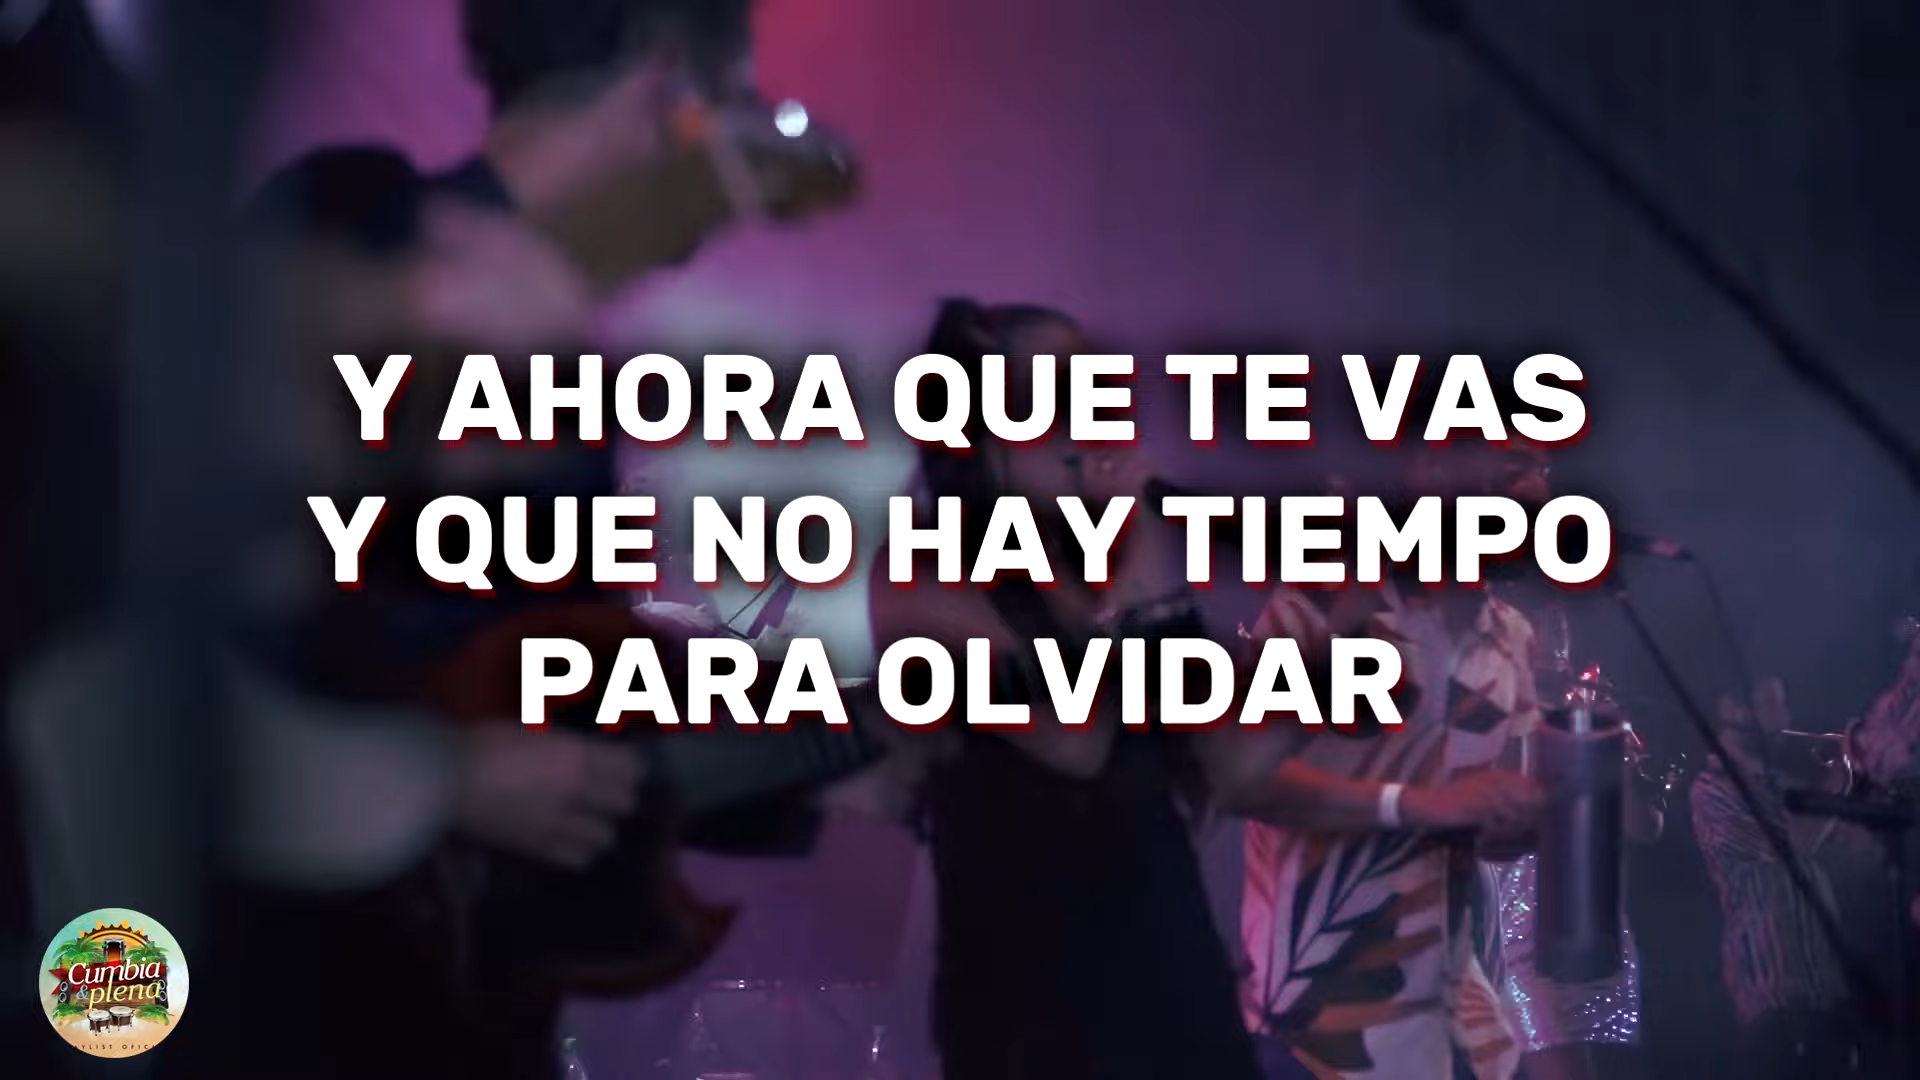 Y AHORA QUE TE VAS
Y QUE NO HAY TIEMPO
PARA OLVIDAR
Cumbia
&plena